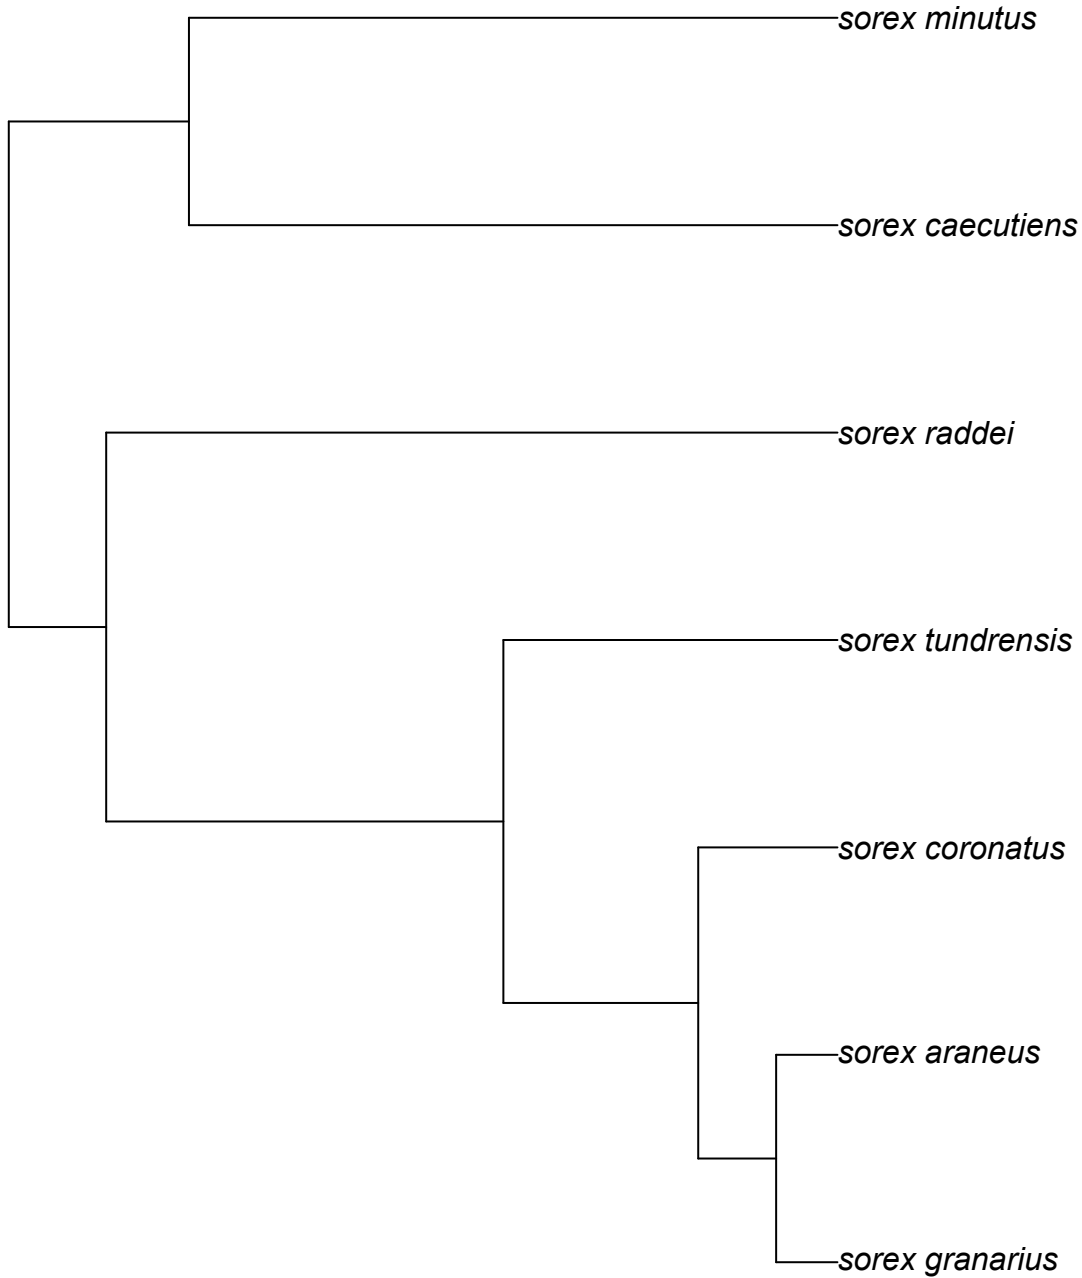 sorex minutus
sorex caecutiens
sorex raddei
sorex tundrensis
sorex coronatus
sorex araneus
sorex granarius